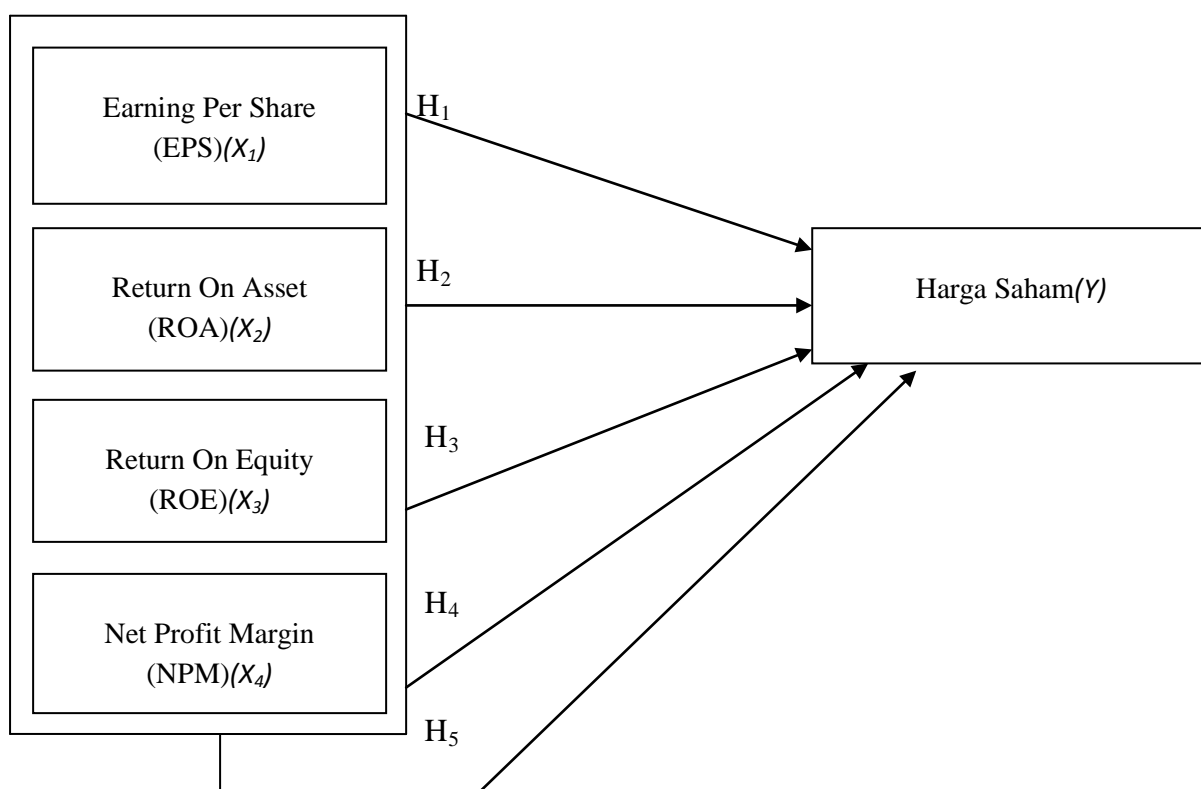 Earning Per Share
(EPS)(X₁)
H₁
Return On Asset
(ROA)(X₂)
H₂
Harga Saham(Y)
Return On Equity
(ROE)(X₃)
H₃
Net Profit Margin
(NPM)(X₄)
H₄
H₅